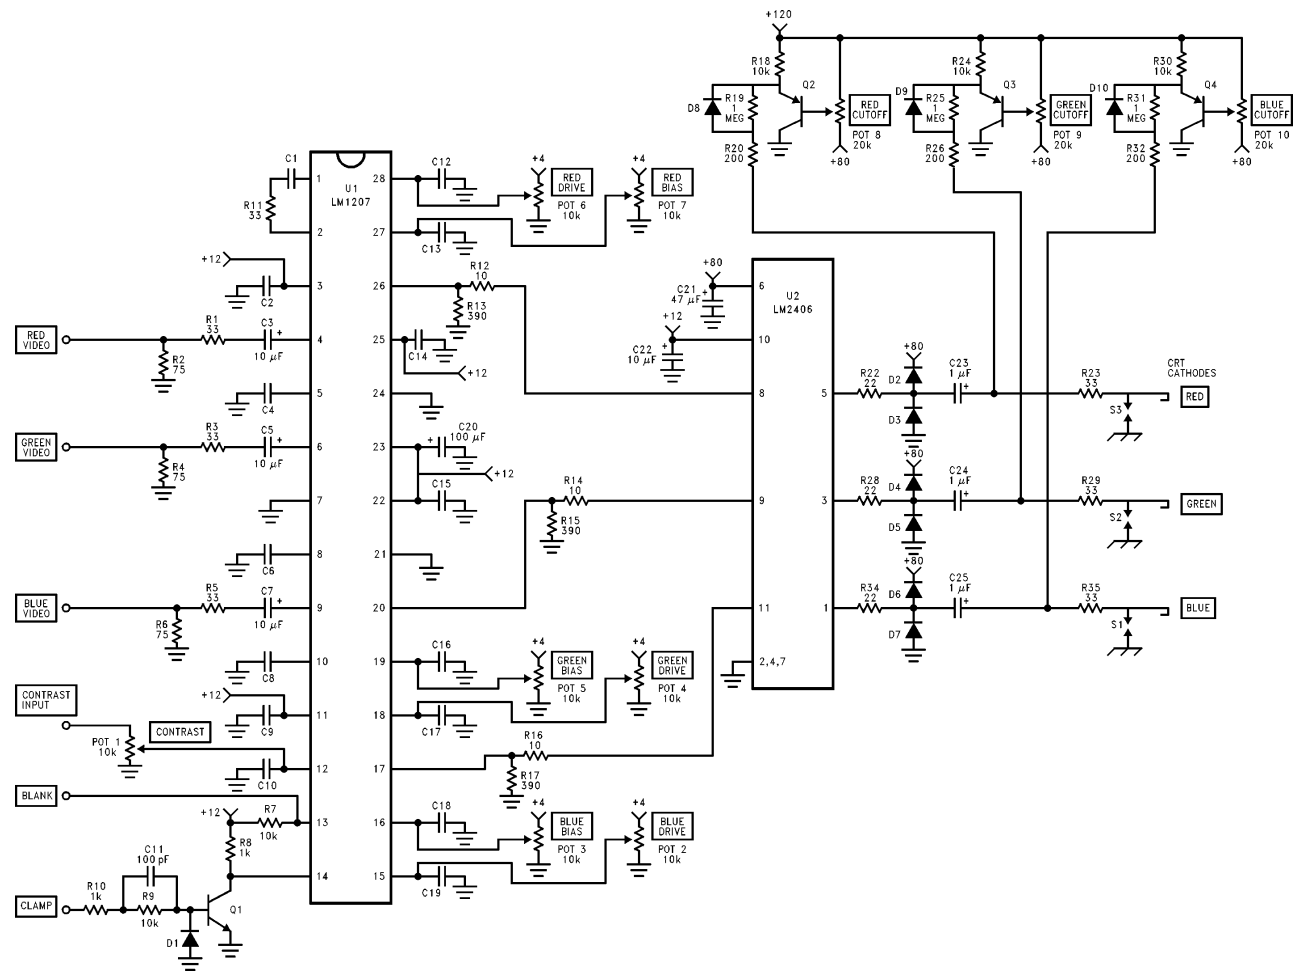 +120
R18
10k
R24
10k
R30
10k
Q2
Q3
Q4
D8
R19
1
MEG
RED
CUTOFF
D9
R25
1
MEG
GREEN
CUTOFF
D10
R31
1
MEG
BLUE
CUTOFF
POT 8
20k
POT 9
20k
POT 10
20k
R20
200
+80
R26
200
+80
R32
200
+80
C1
R11
33
U1
LM1207
1
2
3
4
5
6
7
8
9
10
11
12
13
14
28
27
26
25
24
23
22
21
20
19
18
17
16
15
C12
+4
RED
DRIVE
POT 6
10k
+4
RED
BIAS
POT 7
10k
C13
+12
C2
R12
10
R13
390
RED
VIDEO
R1
33
C3
+
10 µF
R2
75
C14
+12
C4
GREEN
VIDEO
R3
33
C5
+
10 µF
R4
75
+
C20
100 µF
+12
C15
R14
10
R15
390
C6
BLUE
VIDEO
R5
33
C7
+
10 µF
R6
75
C8
C16
+4
GREEN
BIAS
POT 5
10k
+4
GREEN
DRIVE
POT 4
10k
C17
CONTRAST
INPUT
+12
C9
POT 1
10k
CONTRAST
C10
R16
10
R17
390
BLANK
+12
R7
10k
R8
1k
C18
+4
BLUE
BIAS
POT 3
10k
+4
BLUE
DRIVE
POT 2
10k
C19
C11
100 pF
CLAMP
R10
1k
R9
10k
Q1
D1
+80
C21
47 µF
+
+12
C22
10 µF
+
U2
LM2406
6
10
8
9
11
2,4,7
5
3
1
R22
22
+80
D2
D3
C23
1 µF
+
R23
33
S3
CRT
CATHODES
RED
R28
22
+80
D4
D5
C24
1 µF
+
R29
33
S2
GREEN
R34
22
+80
D6
D7
C25
1 µF
+
R35
33
S1
BLUE